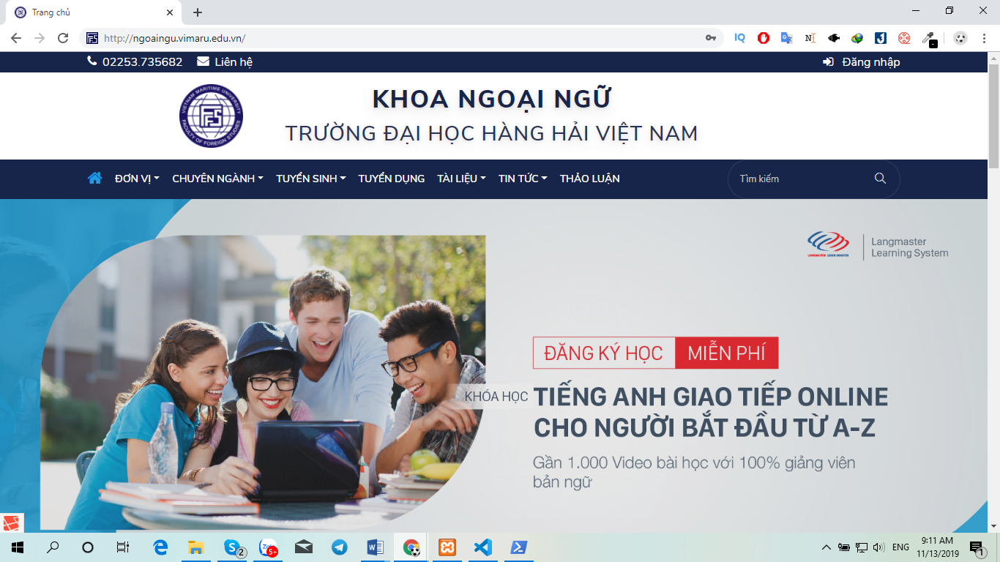 Trang chủ
http://ngoaingu.vimaru.edu.vn/
02253.735682 Liên hệ Đăng nhập
VIETNAM MARITIME UNIVERSITY
FACULTY OF FOREIGN STUDIES
FFS
KHOA NGOẠI NGỮ
TRƯỜNG ĐẠI HỌC HÀNG HẢI VIỆT NAM
ĐƠN VỊ CHUYÊN NGÀNH TUYỂN SINH TUYỂN DỤNG TÀI LIỆU TIN TỨC THẢO LUẬN Tìm kiếm
Langmaster
Learning System
ĐĂNG KÝ HỌC MIỄN PHÍ
KHÓA HỌC TIẾNG ANH GIAO TIẾP ONLINE
CHO NGƯỜI BẮT ĐẦU TỪ A-Z
Gần 1.000 Video bài học với 100% giảng viên
bản ngữ
2
5+
ENG
9:11 AM
11/13/2019
1